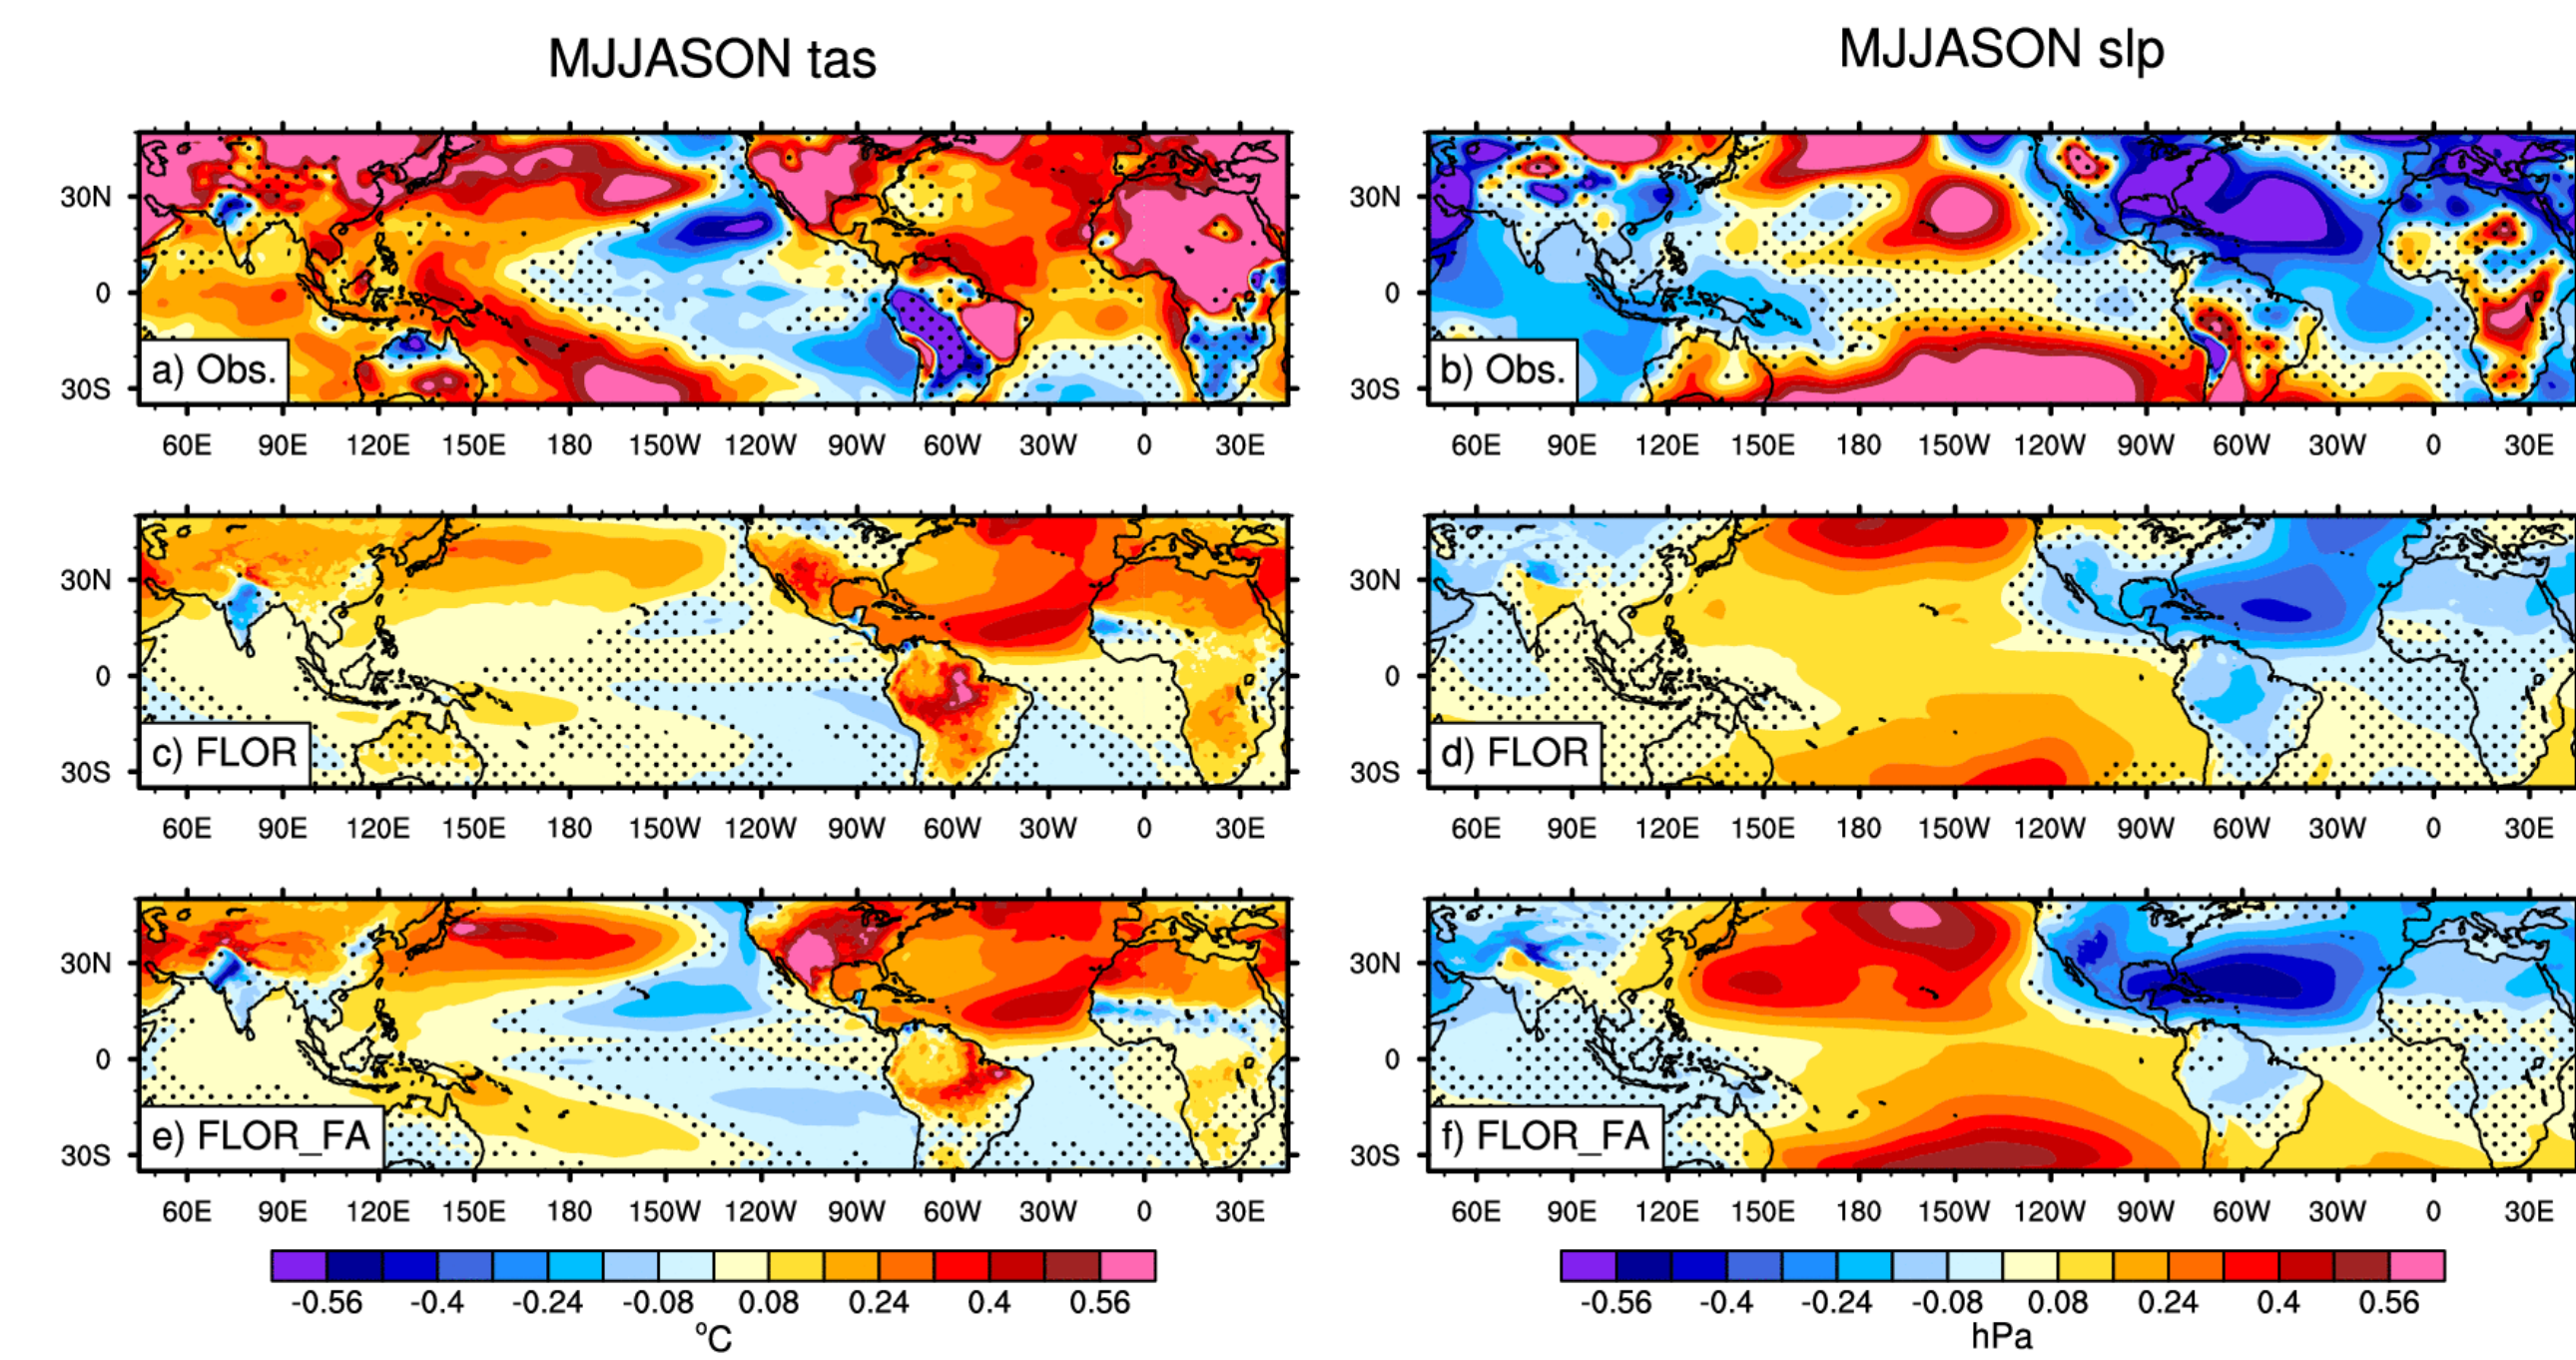 MJJASON tas
MJJASON slp
30N
0
30S
a) Obs.
60E 90E 120E 150E 180 150W 120W 90W 60W 30W 0 30E
30N
0
30S
b) Obs.
60E 90E 120E 150E 180 150W 120W 90W 60W 30W 0 30E
30N
0
30S
c) FLOR
60E 90E 120E 150E 180 150W 120W 90W 60W 30W 0 30E
30N
0
30S
d) FLOR
60E 90E 120E 150E 180 150W 120W 90W 60W 30W 0 30E
30N
0
30S
e) FLOR_FA
60E 90E 120E 150E 180 150W 120W 90W 60W 30W 0 30E
30N
0
30S
f) FLOR_FA
60E 90E 120E 150E 180 150W 120W 90W 60W 30W 0 30E
-0.56 -0.4 -0.24 -0.08 0.08 0.24 0.4 0.56
°C
-0.56 -0.4 -0.24 -0.08 0.08 0.24 0.4 0.56
hPa